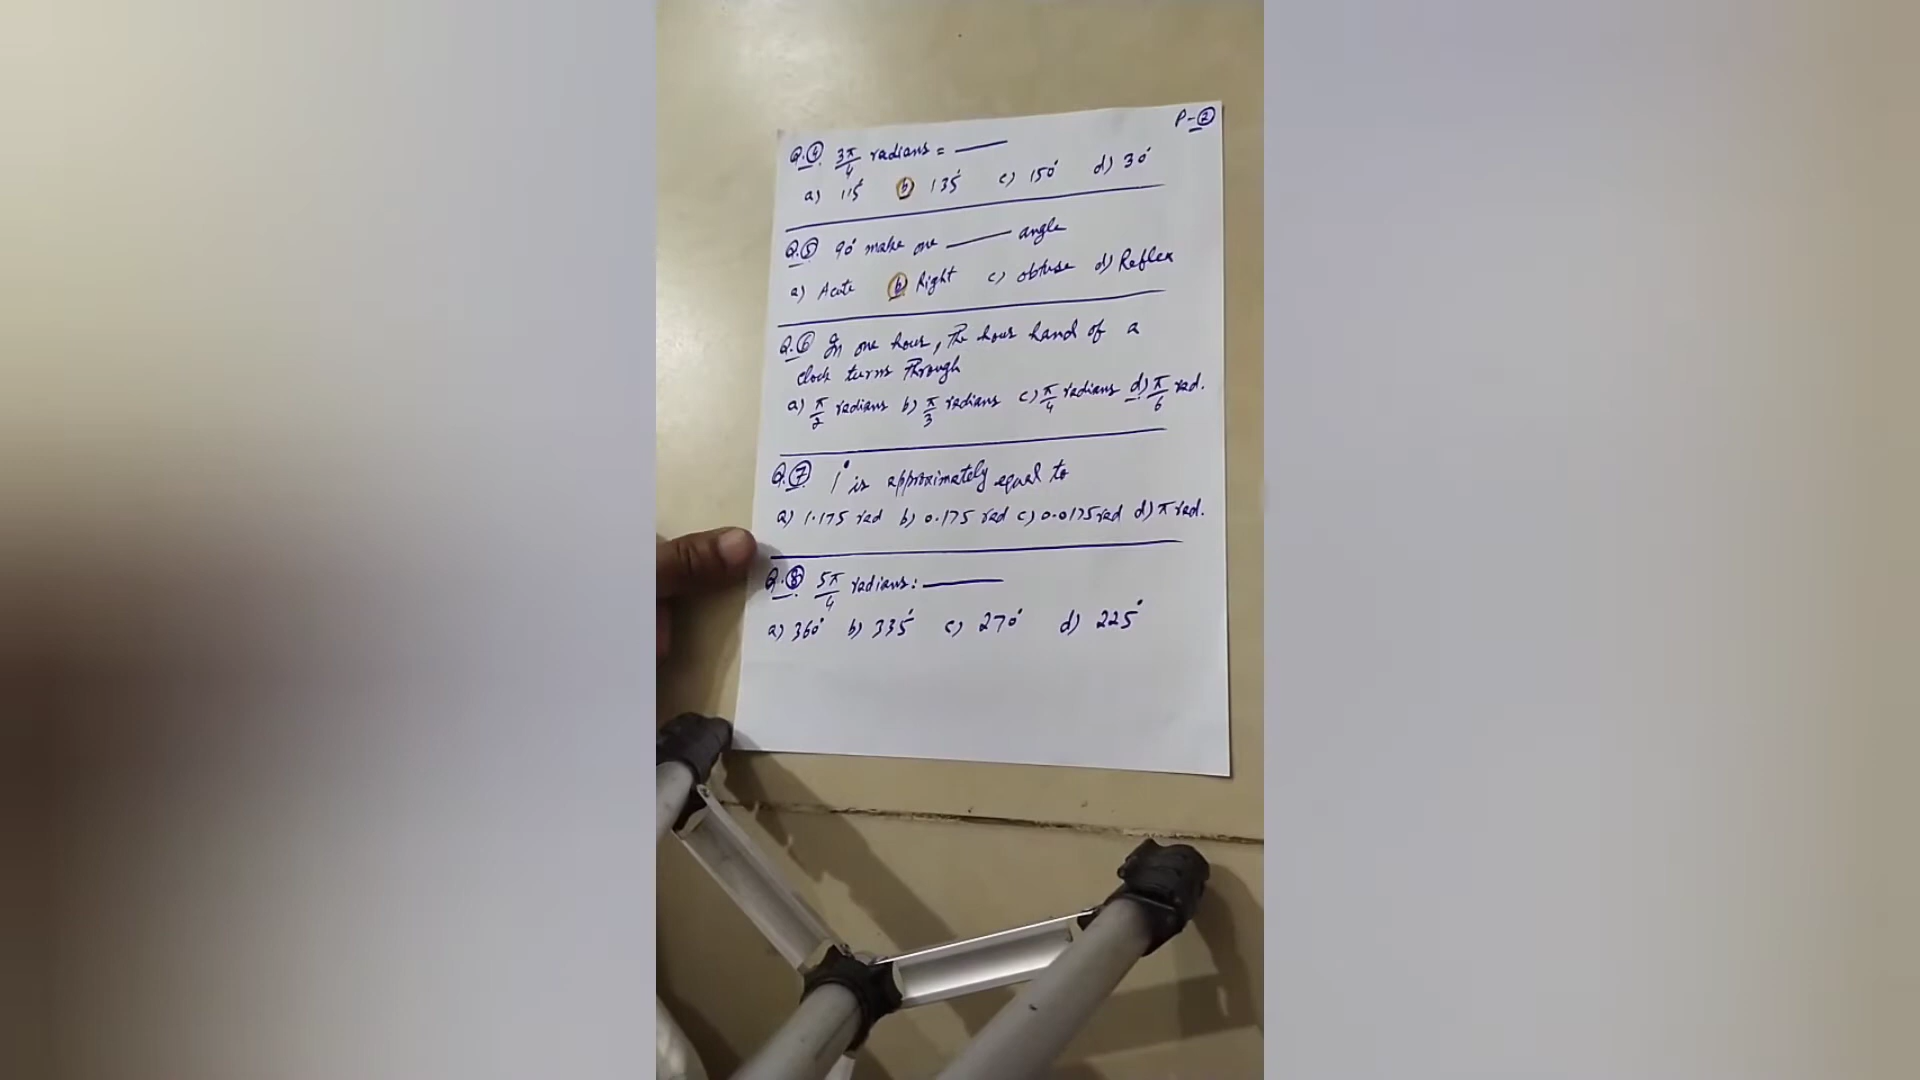 P-②
Q.④ 3π/4 radians = ___
a) 115° b) 135° c) 150° d) 30°
Q.⑤ 90° make one ___ angle
a) Acute b) Right c) obtuse d) Reflex
Q.⑥ In one hour, The hour hand of a
clock turns Through
a) π/2 radians b) π/3 radians c) π/4 radians d) π/6 rad.
Q.⑦ 1° is approximately equal to
a) 1.175 rad b) 0.175 rad c) 0.0175 rad d) π rad.
Q.⑧ 5π/4 radians: ___
a) 360° b) 335° c) 270° d) 225°